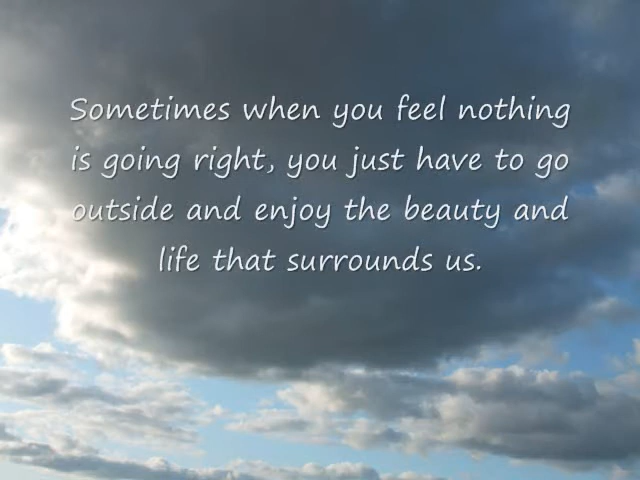 Sometimes when you feel nothing
is going right, you just have to go
outside and enjoy the beauty and
life that surrounds us.